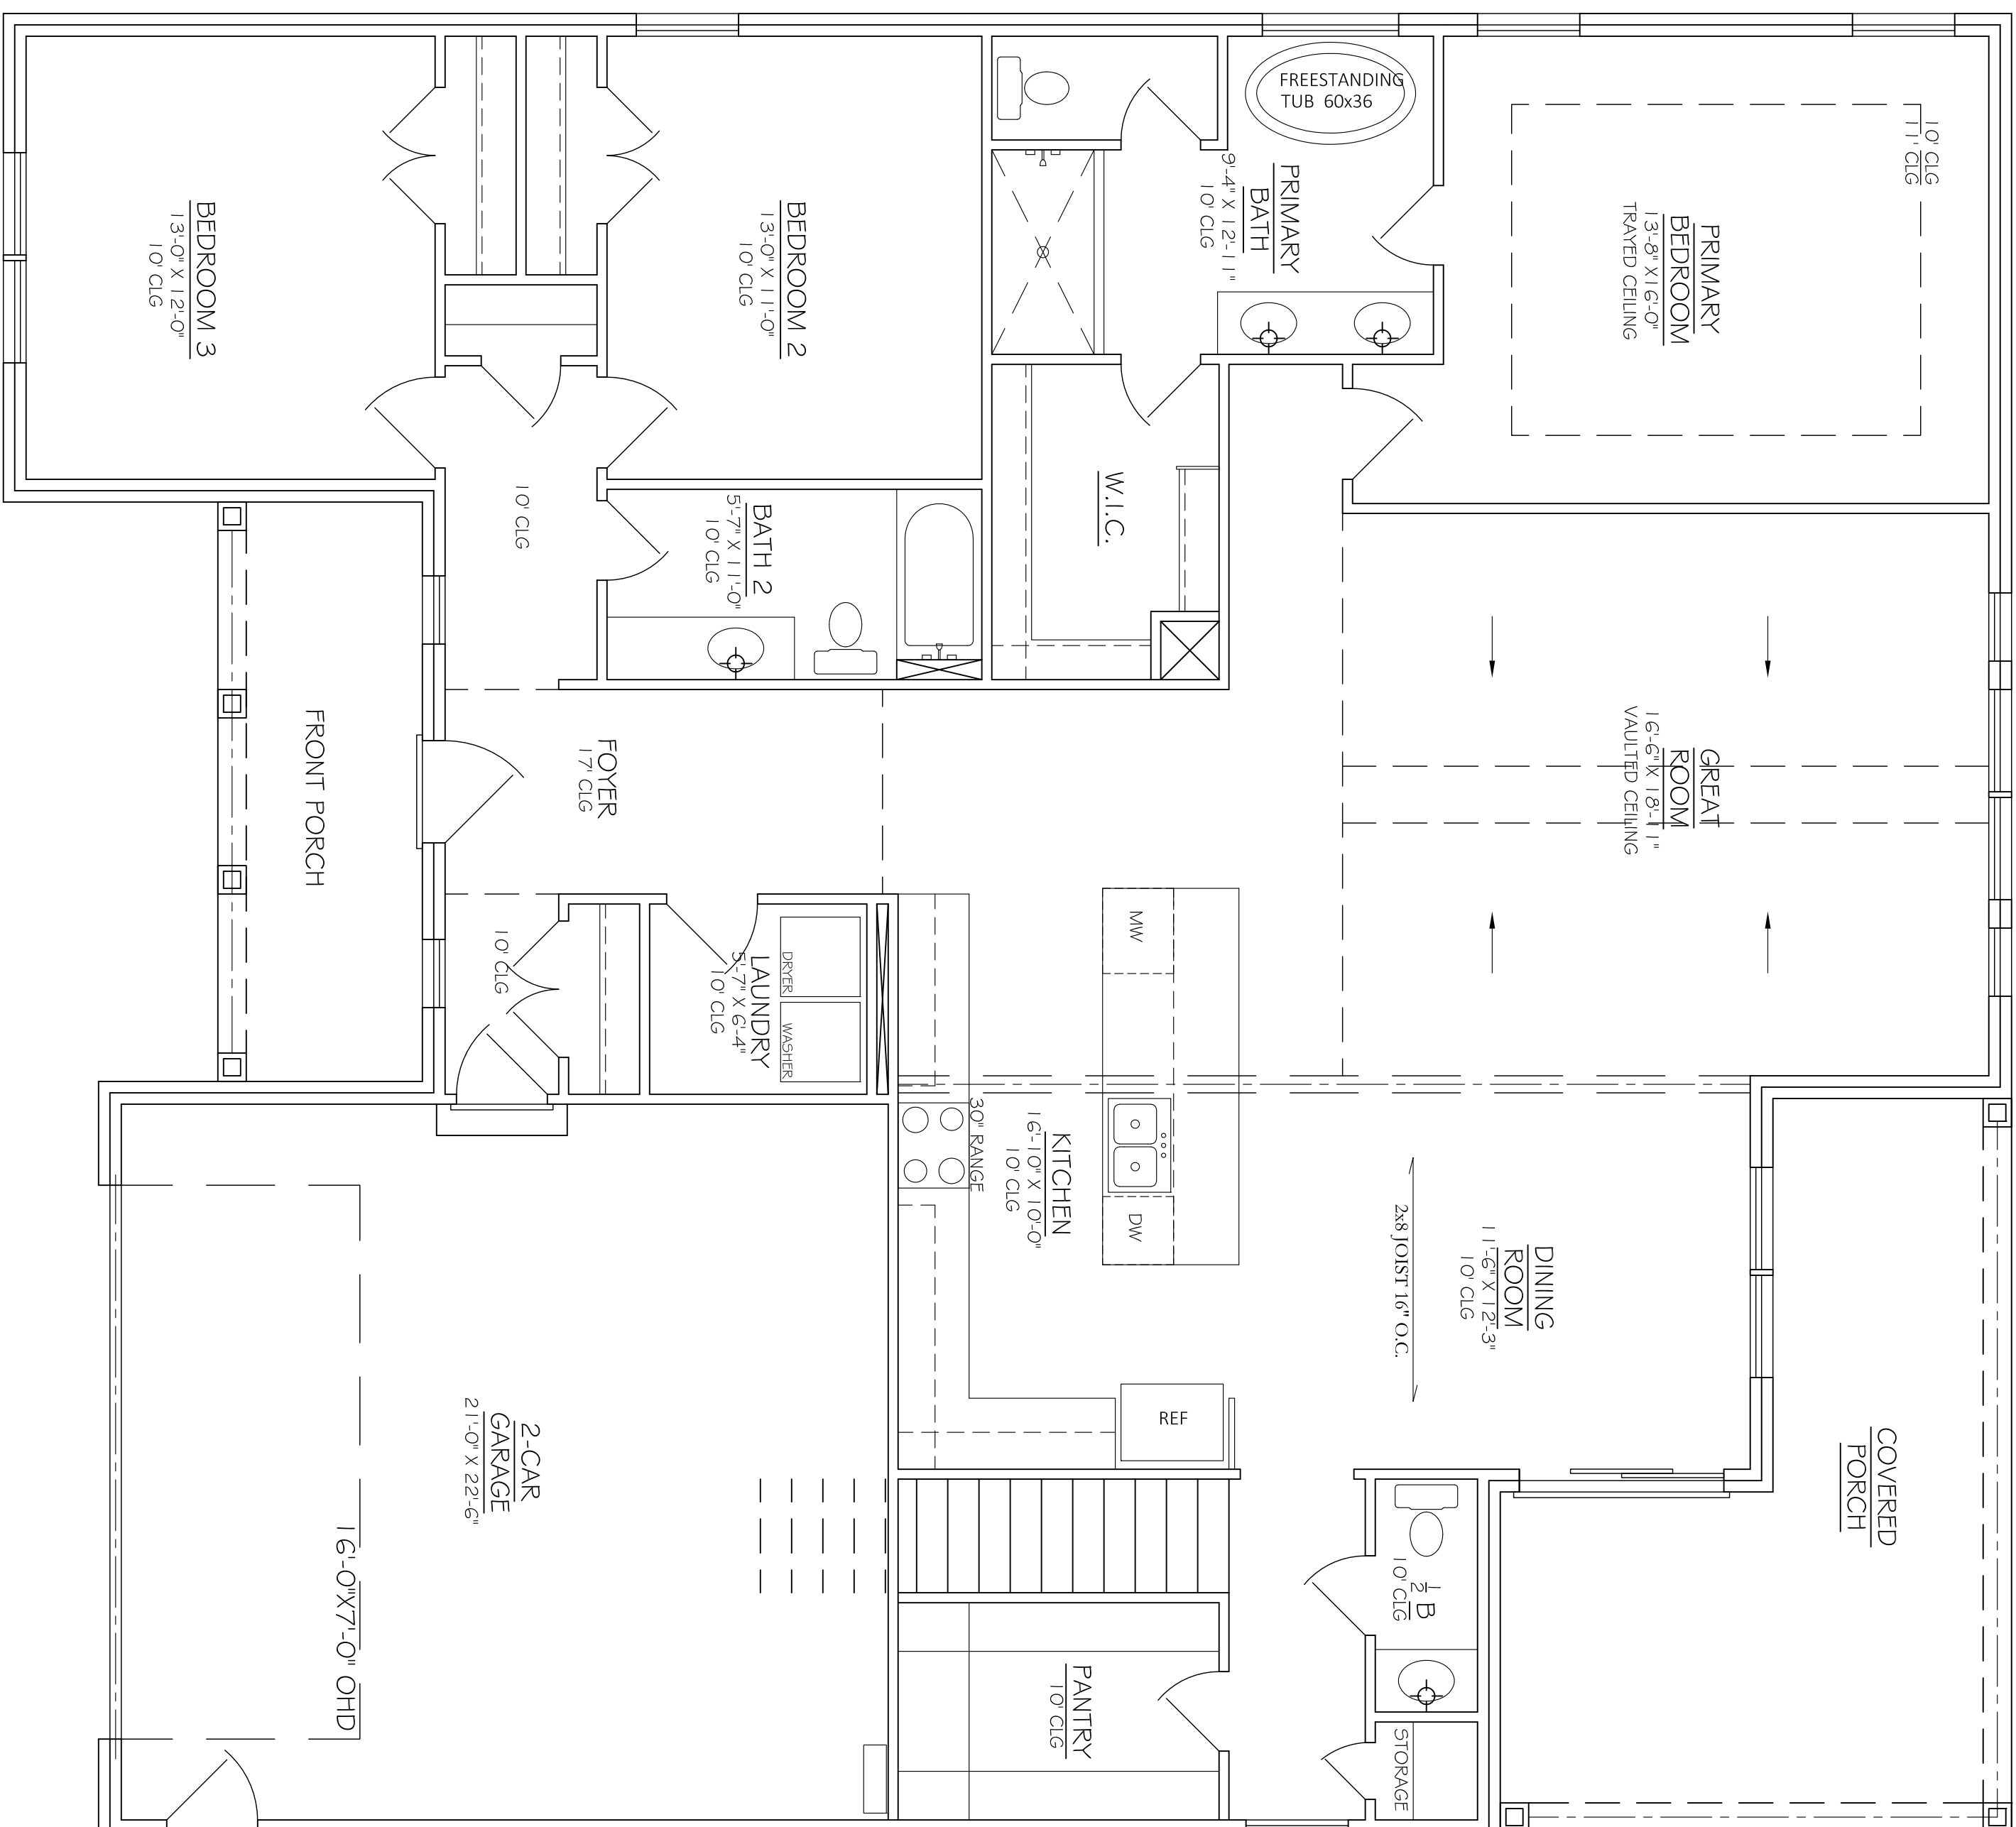 FREESTANDING
TUB 60x36
PRIMARY
BATH
9'-4" X 12'-11"
10' CLG
10' CLG
11' CLG
PRIMARY
BEDROOM
13'-8" X 16'-0"
TRAYED CEILING
BEDROOM 3
13'-0" X 12'-0"
10' CLG
BEDROOM 2
13'-0" X 11'-0"
10' CLG
W.I.C.
10' CLG
BATH 2
5'-7" X 11'-0"
10' CLG
FRONT PORCH
FOYER
17' CLG
GREAT
ROOM
16'-6" X 18'-11"
VAULTED CEILING
10' CLG
DRYER
WASHER
LAUNDRY
5'-7" X 6'-4"
10' CLG
MW
DW
30" RANGE
KITCHEN
16'-10" X 10'-0"
10' CLG
2x8 JOIST 16" O.C.
DINING
ROOM
11'-6" X 12'-3"
10' CLG
REF
COVERED
PORCH
2-CAR
GARAGE
21'-0" X 22'-6"
16'-0"X7'-0" OHD
1/2 B
10' CLG
PANTRY
10' CLG
STORAGE